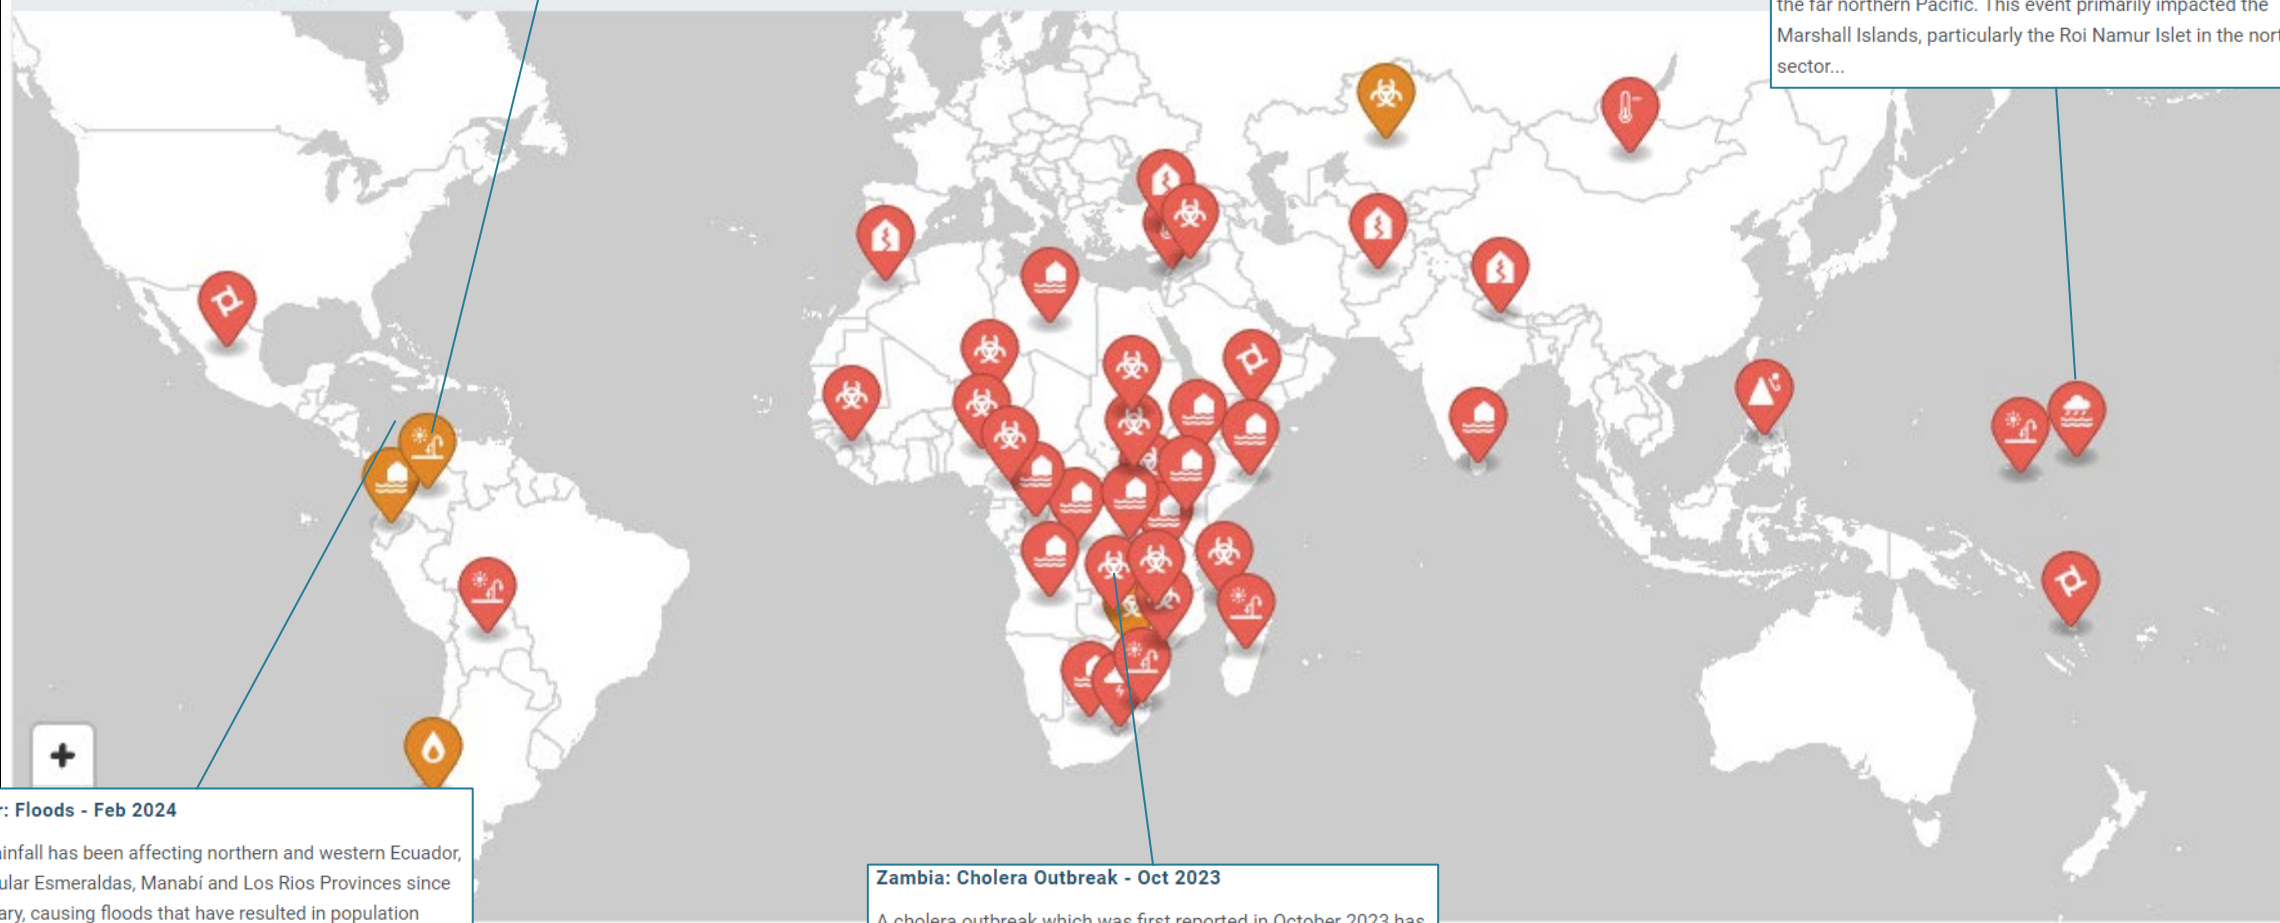 the far northern Pacific. This event primarily impacted the
Marshall Islands, particularly the Roi Namur Islet in the nort
sector...
+
r: Floods - Feb 2024
infall has been affecting northern and western Ecuador,
ular Esmeraldas, Manabí and Los Rios Provinces since
ary, causing floods that have resulted in population
Zambia: Cholera Outbreak - Oct 2023
A cholera outbreak which was first reported in October 2023 has